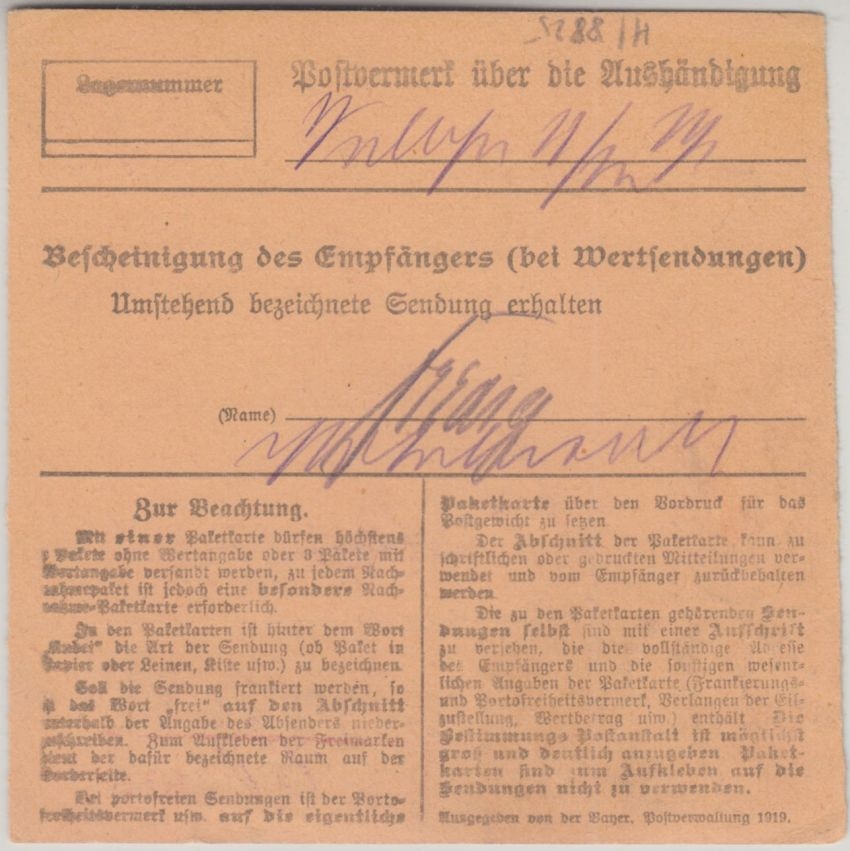 Lagernummer
Postvermerk über die Aushändigung
Bescheinigung des Empfängers (bei Wertsendungen)
Umstehend bezeichnete Sendung erhalten
(Name)
Zur Beachtung.
Mit einer Paketkarte dürfen höchstens
Pakete ohne Wertangabe oder 3 Pakete mit
Wertangabe versandt werden, zu jedem Nach-
nahmepaket ist jedoch eine besondere Nach-
nahme-Paketkarte erforderlich.
In den Paketkarten ist hinter dem Wort
die Art der Sendung (ob Paket in
Papier oder Leinen, Kiste usw.) zu bezeichnen.
Soll die Sendung frankiert werden, so
ist das Wort „frei" auf den Abschnitt
unterhalb der Angabe des Absenders nieder-
zuschreiben. Zum Aufkleben der Freimarken
dient der dafür bezeichnete Raum auf der
Vorderseite.
Bei portofreien Sendungen ist der Porto-
freiheitsvermerk usw. auf die eigentliche
Paketkarte über den Vordruck für das
Postgewicht zu setzen
Der Abschnitt der Paketkarte kann zu
schriftlichen oder gedruckten Mitteilungen ver-
wendet und vom Empfänger zurückbehalten
werden
Die zu den Paketkarten gehörenden Sen-
dungen selbst sind mit einer Aufschrift
zu versehen, die die vollständige Adresse
des Empfängers und die sonstigen wesent-
lichen Angaben der Paketkarte (Frankierungs-
und Portofreiheitsvermerk, Verlangen der Eil-
zustellung, Wertbetrag usw.) enthält Die
Bestimmungs Postanstalt ist möglichst
groß und deutlich anzugeben Paket-
karten sind zum Aufkleben auf die
Sendungen nicht zu verwenden.
Ausgegeben von der Bayer. Postverwaltung 1919.